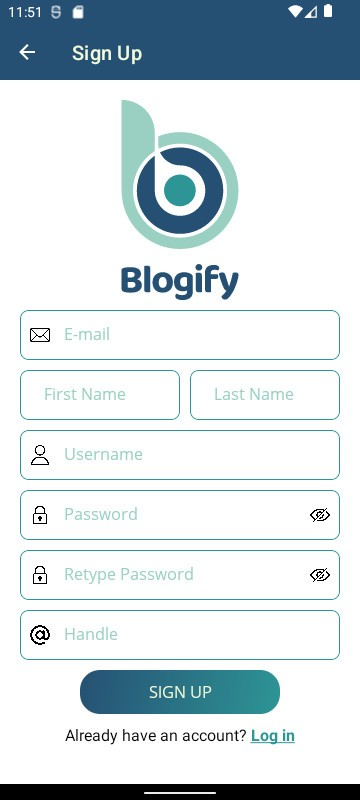 11:51
Sign Up
Blogify
E-mail
First Name Last Name
Username
Password
Retype Password
Handle
SIGN UP
Already have an account? Log in